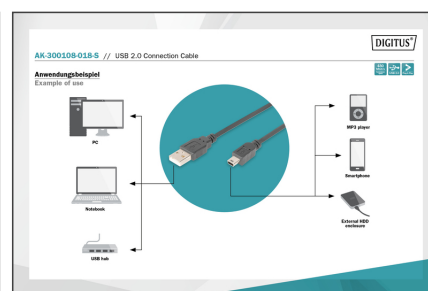 DIGITUS®
AK-300108-018-S // USB 2.0 Connection Cable
Anwendungsbeispiel
Example of use
PC
Notebook
USB hub
MP3 player
Smartphone
External HDD
enclosure